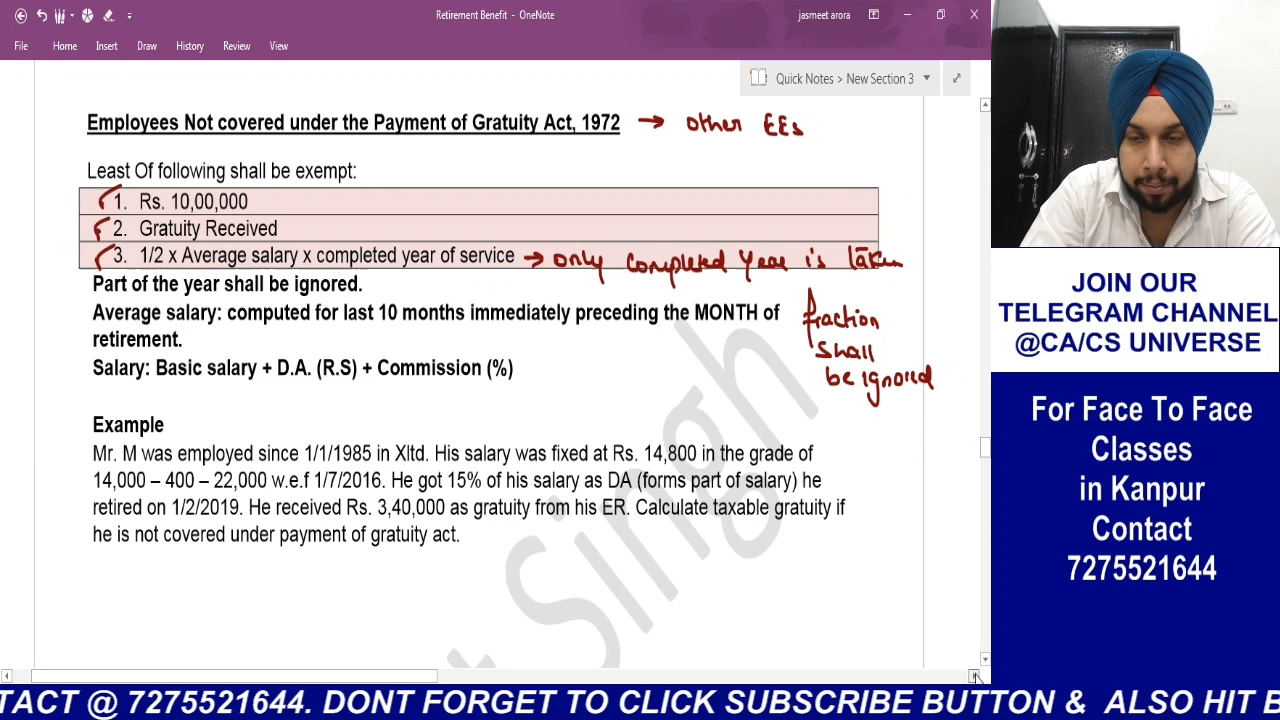 Retirement Benefit - OneNote
jasmeet arora
File Home Insert Draw History Review View
Quick Notes > New Section 3
Employees Not covered under the Payment of Gratuity Act, 1972 → other EEs
Least Of following shall be exempt:
1. Rs. 10,00,000
2. Gratuity Received
3. 1/2 x Average salary x completed year of service → only completed year is taken
Part of the year shall be ignored.
fraction
shall
be ignored
Average salary: computed for last 10 months immediately preceding the MONTH of
retirement.
Salary: Basic salary + D.A. (R.S) + Commission (%)
Example
Mr. M was employed since 1/1/1985 in Xltd. His salary was fixed at Rs. 14,800 in the grade of
14,000 – 400 – 22,000 w.e.f 1/7/2016. He got 15% of his salary as DA (forms part of salary) he
retired on 1/2/2019. He received Rs. 3,40,000 as gratuity from his ER. Calculate taxable gratuity if
he is not covered under payment of gratuity act.
t Singh
JOIN OUR
TELEGRAM CHANNEL
@CA/CS UNIVERSE
For Face To Face
Classes
in Kanpur
Contact
7275521644
TACT @ 7275521644. DONT FORGET TO CLICK SUBSCRIBE BUTTON & ALSO HIT B